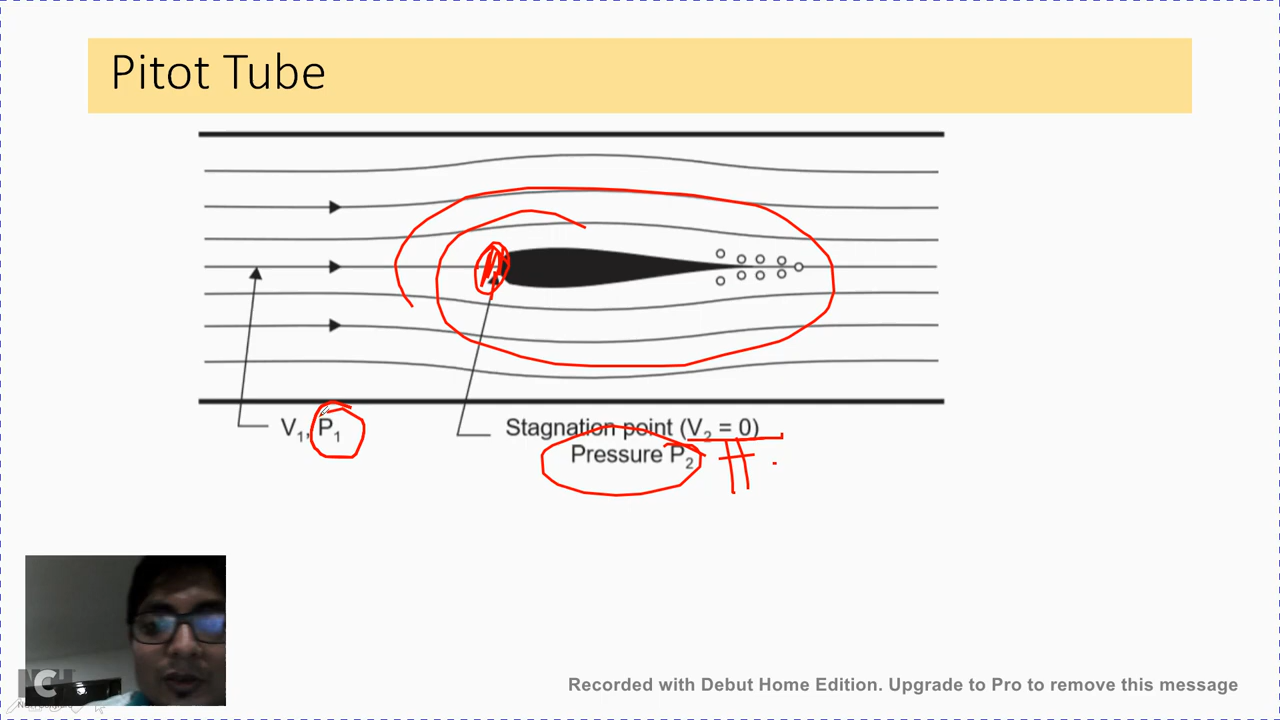 Pitot Tube
V1, P1
Stagnation point (V2 = 0)
Pressure P2
Recorded with Debut Home Edition. Upgrade to Pro to remove this message